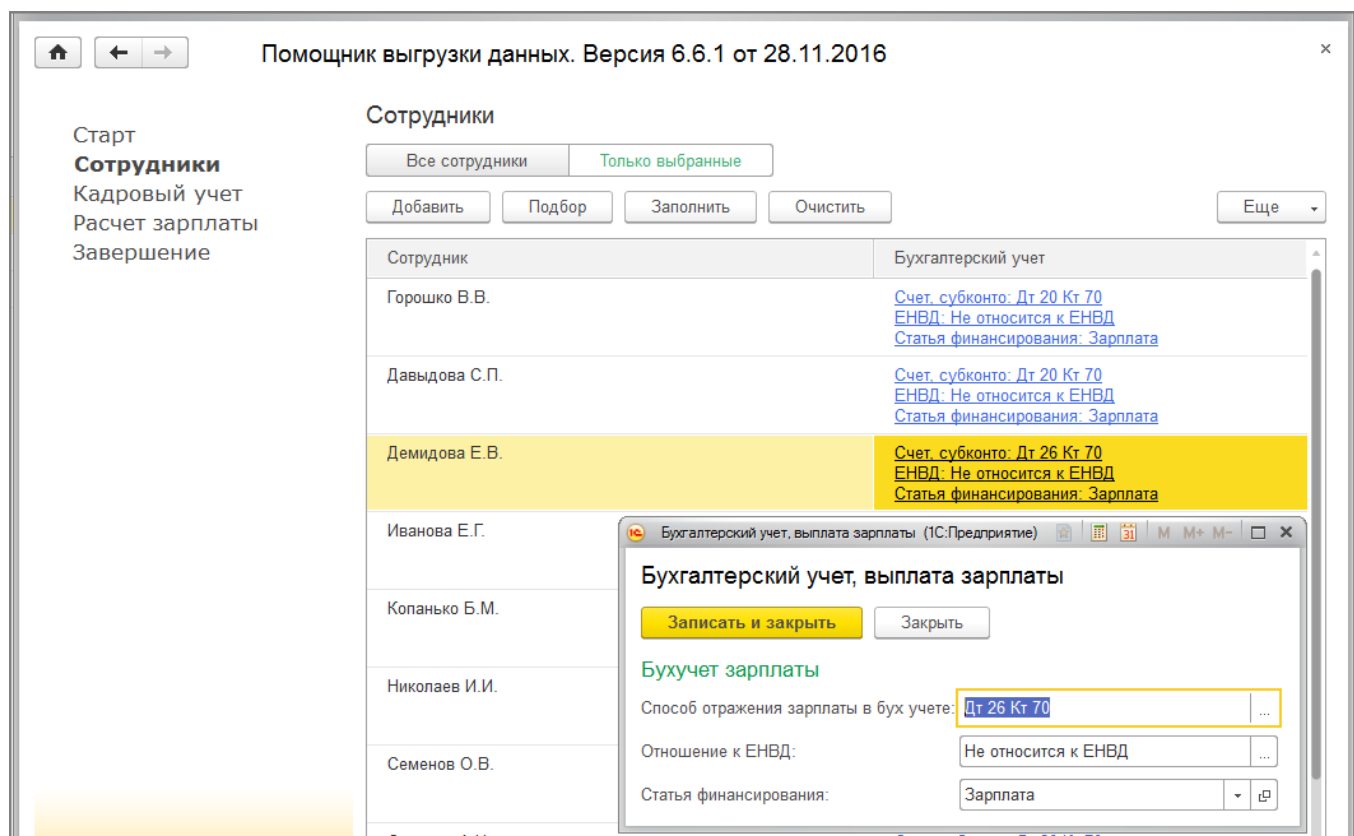 Помощник выгрузки данных. Версия 6.6.1 от 28.11.2016
Старт
Сотрудники
Кадровый учет
Расчет зарплаты
Завершение
Сотрудники
Все сотрудники
Только выбранные
Добавить
Подбор
Заполнить
Очистить
Еще
Сотрудник
Бухгалтерский учет
Горошко В.В.
Счет, субконто: Дт 20 Кт 70
ЕНВД: Не относится к ЕНВД
Статья финансирования: Зарплата
Давыдова С.П.
Счет, субконто: Дт 20 Кт 70
ЕНВД: Не относится к ЕНВД
Статья финансирования: Зарплата
Демидова Е.В.
Счет, субконто: Дт 26 Кт 70
ЕНВД: Не относится к ЕНВД
Статья финансирования: Зарплата
Иванова Е.Г.
Копанько Б.М.
Николаев И.И.
Семенов О.В.
1С Бухгалтерский учет, выплата зарплаты (1С:Предприятие) 31 M M+ M-
Бухгалтерский учет, выплата зарплаты
Записать и закрыть
Закрыть
Бухучет зарплаты
Способ отражения зарплаты в бух учете: Дт 26 Кт 70 ...
Отношение к ЕНВД: Не относится к ЕНВД ...
Статья финансирования: Зарплата